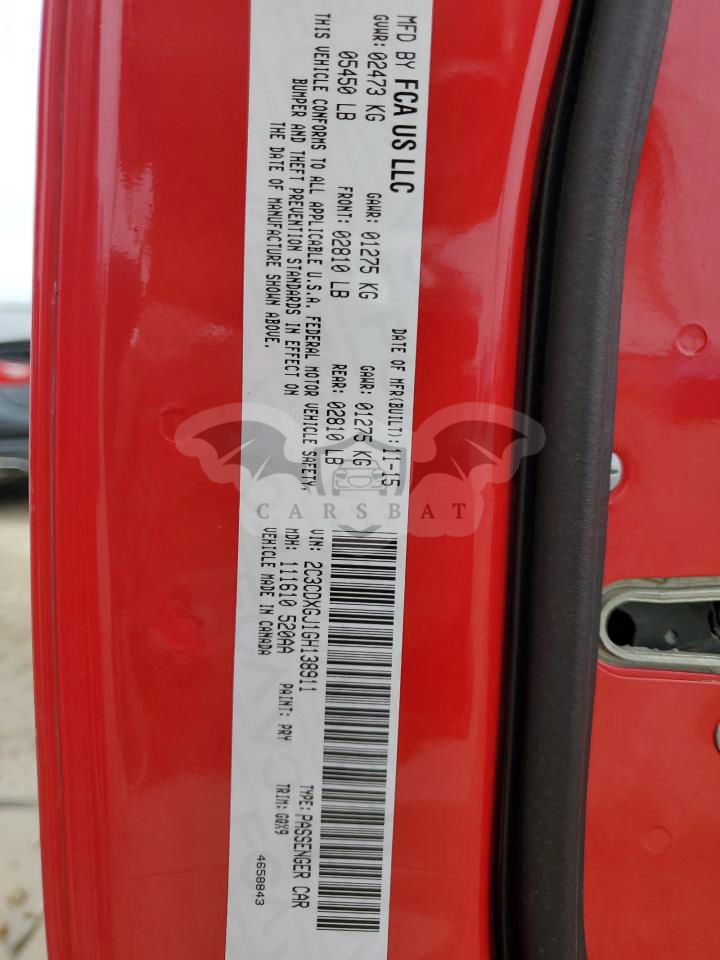 MFD BY FCA US LLC
DATE OF MFR(BUILT): 11-15
GVWR: 02473 KG
GAWR: 01275 KG
GAWR: 01275 KG
05450 LB
FRONT: 02810 LB
REAR: 02810 LB
THIS VEHICLE CONFORMS TO ALL APPLICABLE U.S.A. FEDERAL MOTOR VEHICLE SAFETY,
BUMPER AND THEFT PREVENTION STANDARDS IN EFFECT ON
THE DATE OF MANUFACTURE SHOWN ABOVE.
VIN: 2C3CDXGJ1GH138911
TYPE: PASSENGER CAR
MDH: 111610 520AA
PAINT: PRY
TRIM: GQX9
VEHICLE MADE IN CANADA
4658843
CARSBAT